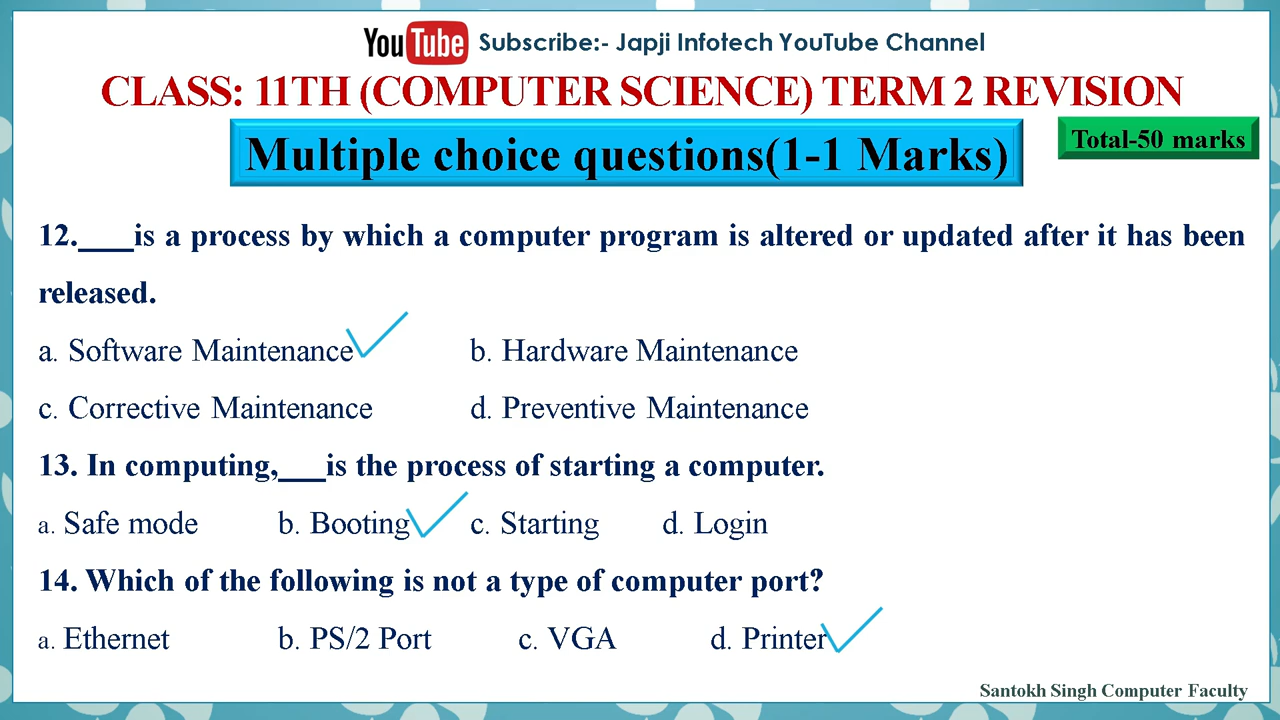 YouTube Subscribe:- Japji Infotech YouTube Channel
CLASS: 11TH (COMPUTER SCIENCE) TERM 2 REVISION
Multiple choice questions(1-1 Marks)
Total-50 marks
12.____is a process by which a computer program is altered or updated after it has been
released.
a. Software Maintenance b. Hardware Maintenance
c. Corrective Maintenance d. Preventive Maintenance
13. In computing,___is the process of starting a computer.
a. Safe mode b. Booting c. Starting d. Login
14. Which of the following is not a type of computer port?
a. Ethernet b. PS/2 Port c. VGA d. Printer
Santokh Singh Computer Faculty